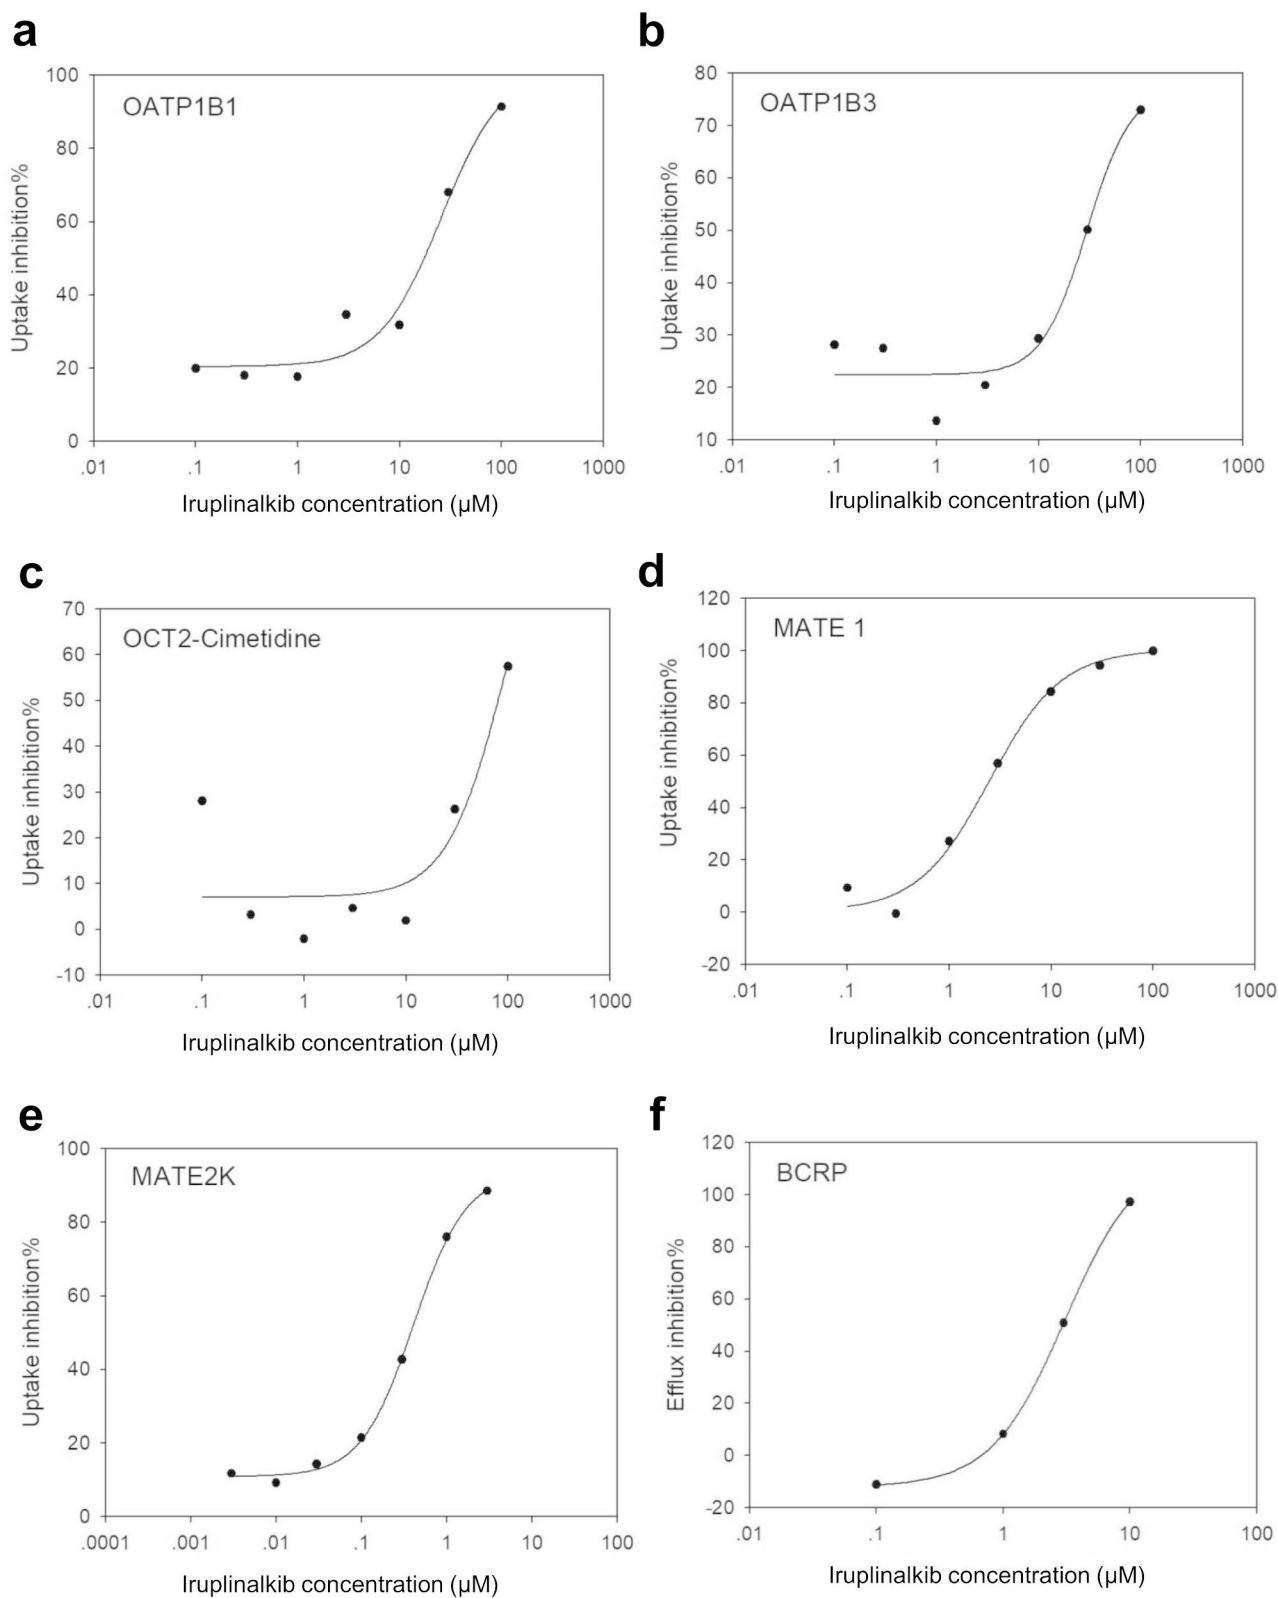 a
OATP1B1
Uptake inhibition%
100
80
60
40
20
0
.01 .1 1 10 100 1000
Iruplinalkib concentration (μM)
b
OATP1B3
Uptake inhibition%
80
70
60
50
40
30
20
10
.01 .1 1 10 100 1000
Iruplinalkib concentration (μM)
c
OCT2-Cimetidine
Uptake inhibition%
70
60
50
40
30
20
10
0
-10
.01 .1 1 10 100 1000
Iruplinalkib concentration (μM)
d
MATE 1
Uptake inhibition%
120
100
80
60
40
20
0
-20
.01 .1 1 10 100 1000
Iruplinalkib concentration (μM)
e
MATE2K
Uptake inhibition%
100
80
60
40
20
0
.0001 .001 .01 .1 1 10 100
Iruplinalkib concentration (μM)
f
BCRP
Efflux inhibition%
120
100
80
60
40
20
0
-20
.01 .1 1 10 100
Iruplinalkib concentration (μM)